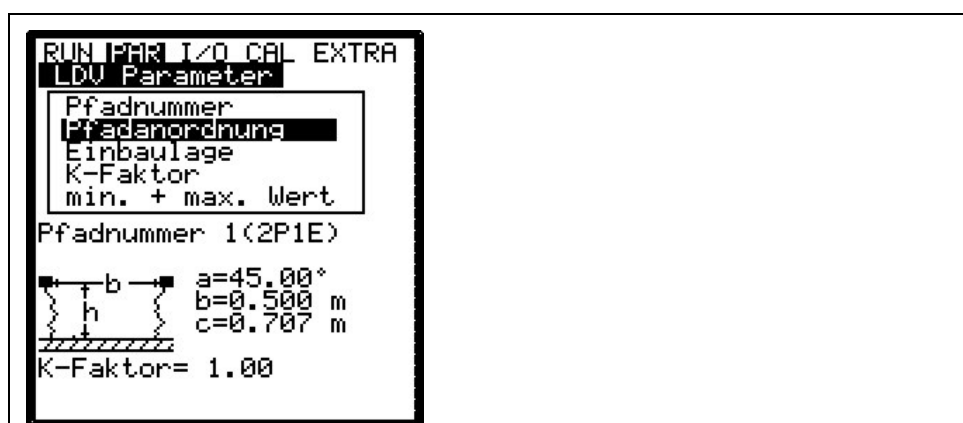 RUN PAR I/O CAL EXTRA
LDV Parameter
Pfadnummer
Pfadanordnung
Einbaulage
K-Faktor
min. + max. Wert
Pfadnummer 1(2P1E)
b a=45.00°
b=0.500 m
h c=0.707 m
K-Faktor= 1.00